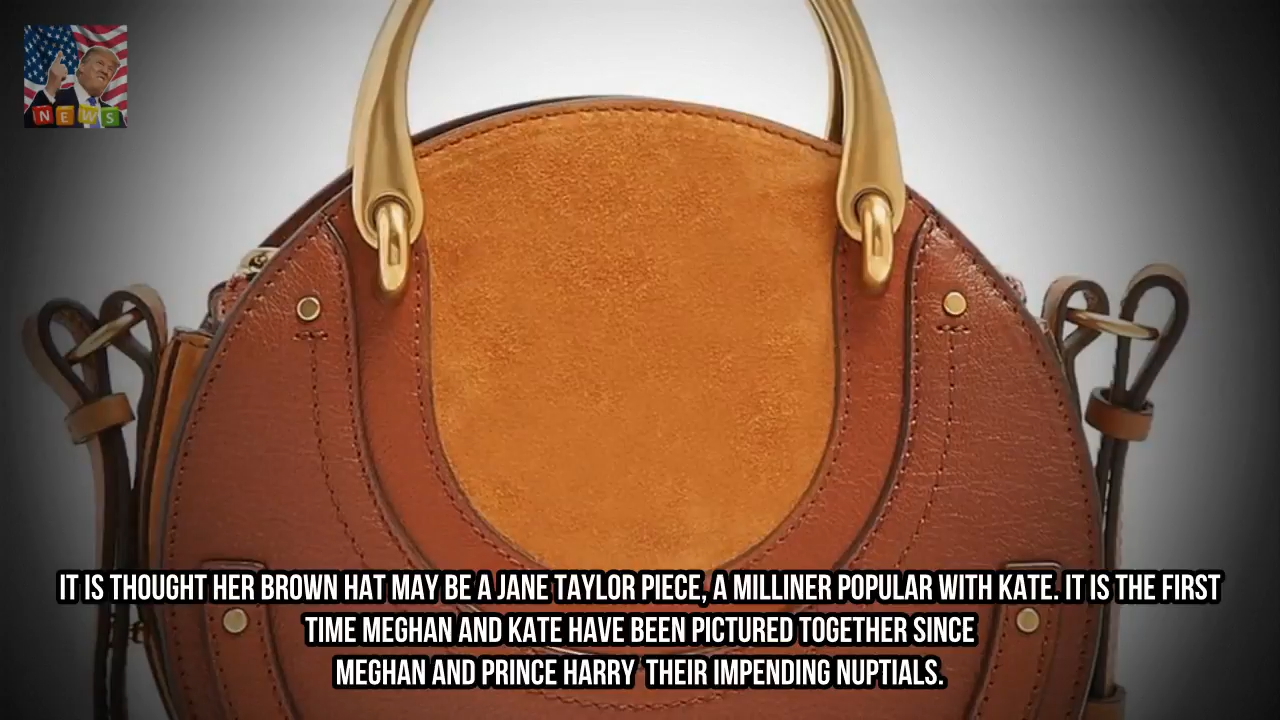 NEWS
IT IS THOUGHT HER BROWN HAT MAY BE A JANE TAYLOR PIECE, A MILLINER POPULAR WITH KATE. IT IS THE FIRST
TIME MEGHAN AND KATE HAVE BEEN PICTURED TOGETHER SINCE
MEGHAN AND PRINCE HARRY  THEIR IMPENDING NUPTIALS.